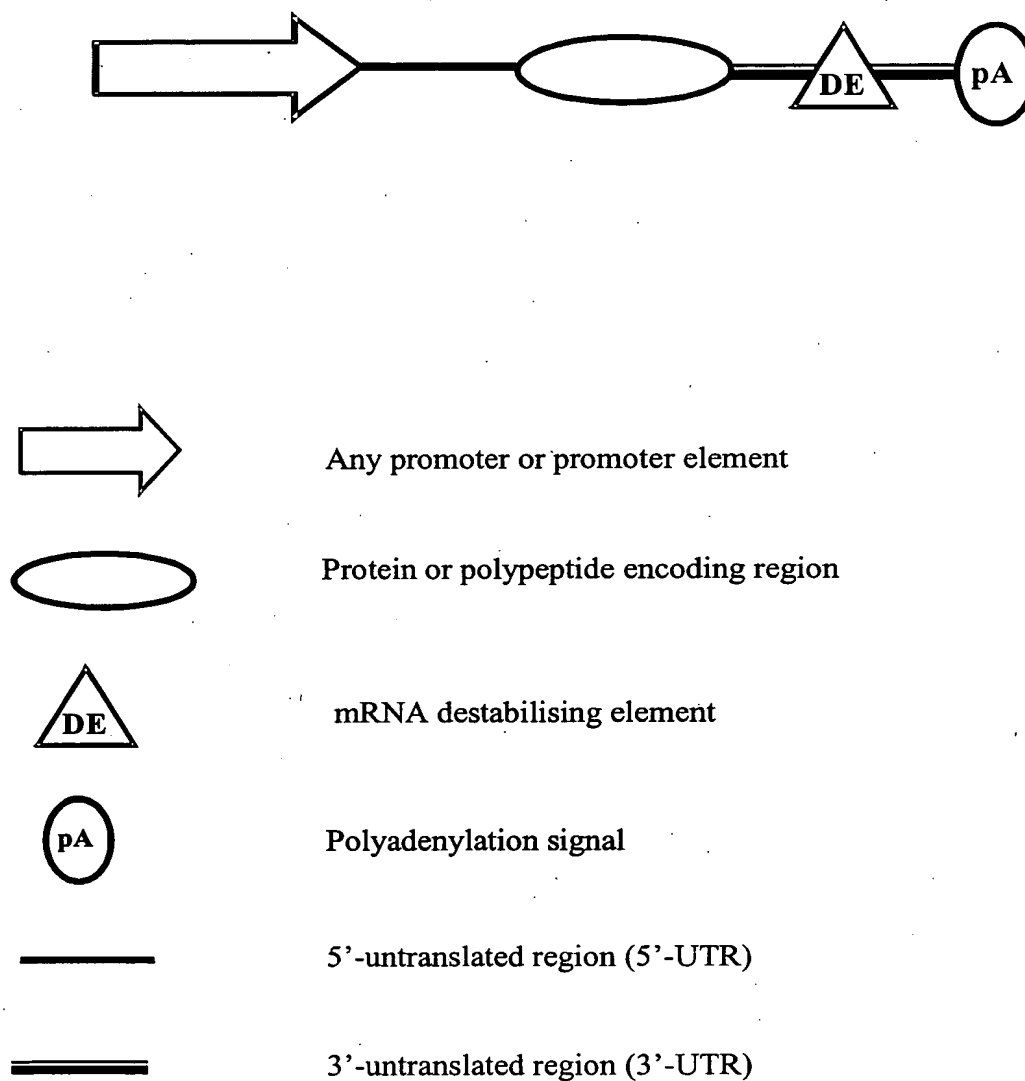 DE
pA
Any promoter or promoter element
Protein or polypeptide encoding region
DE
mRNA destabilising element
pA
Polyadenylation signal
5’-untranslated region (5’-UTR)
3’-untranslated region (3’-UTR)